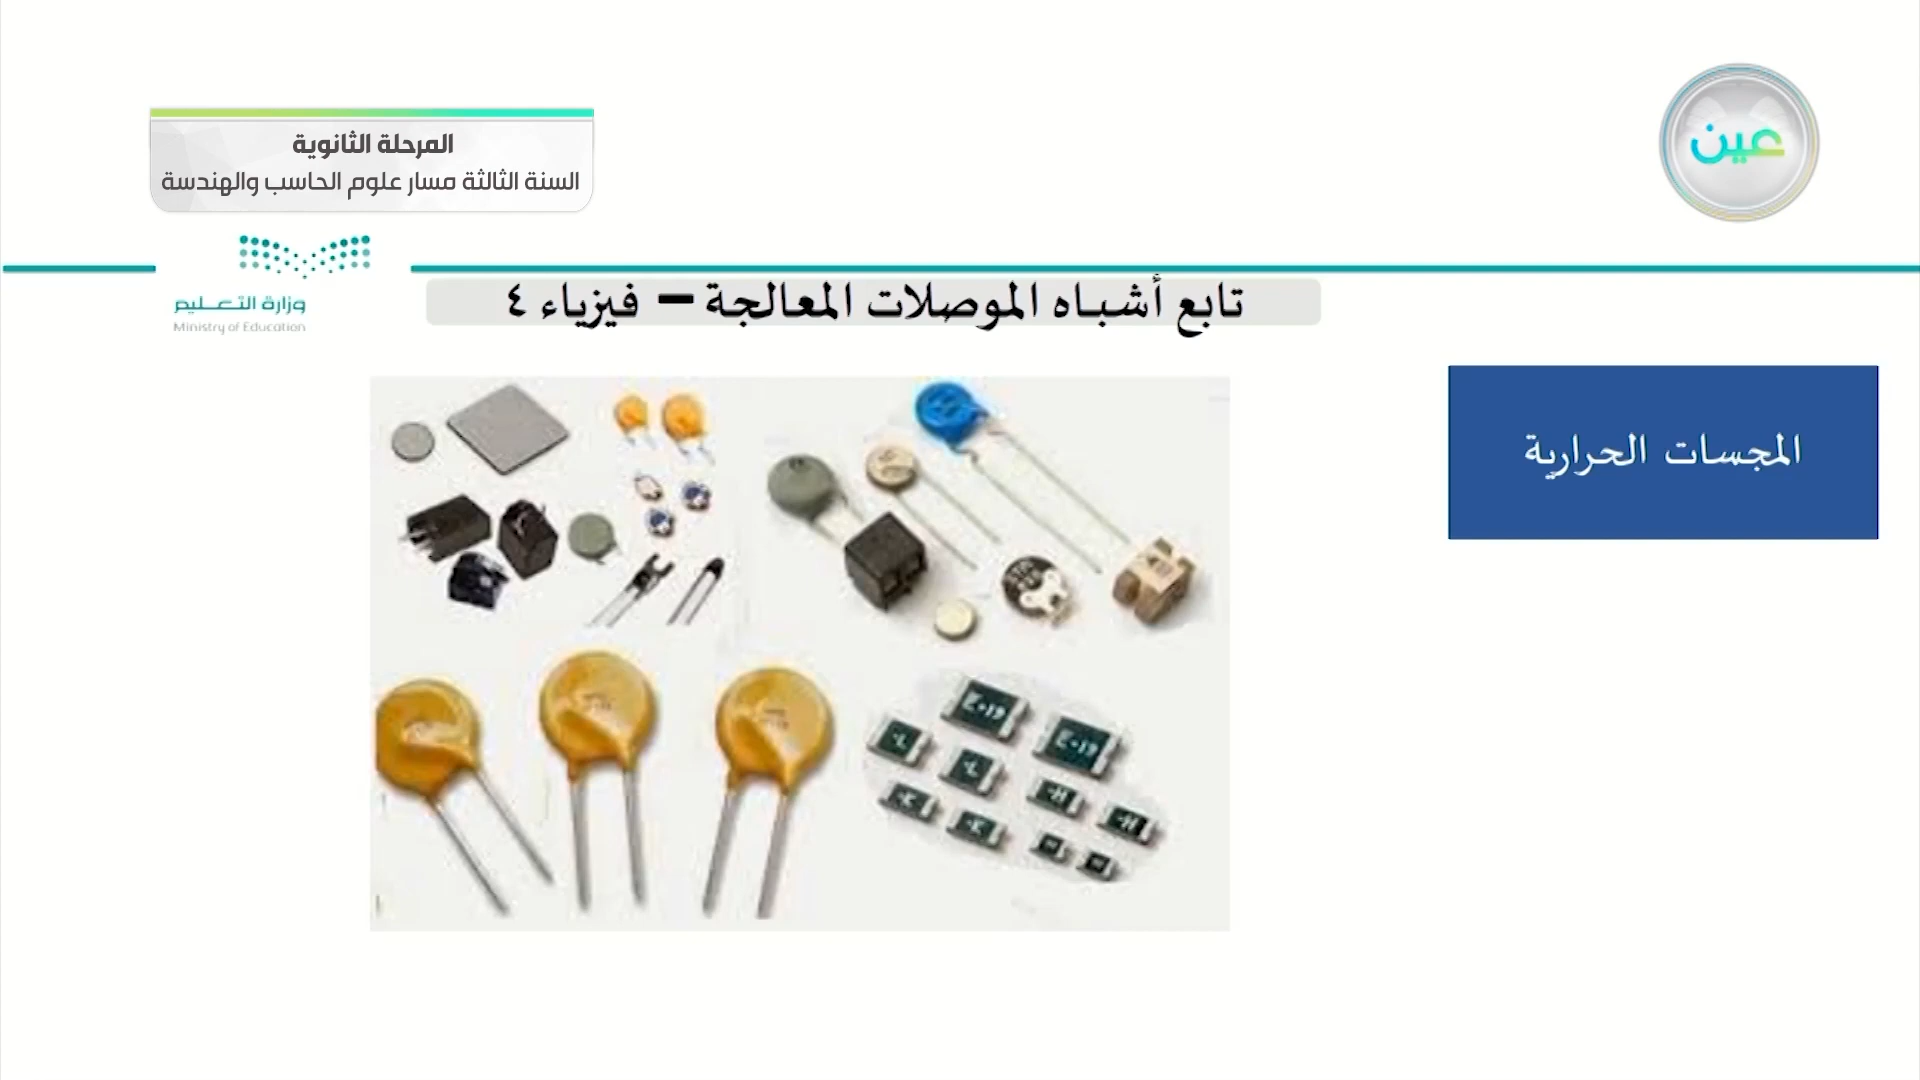 المرحلة الثانوية
السنة الثالثة مسار علوم الحاسب والهندسة
عين
وزارة التعليم
Ministry of Education
تابع أشباه الموصلات المعالجة – فيزياء ٤
المجسات الحرارية